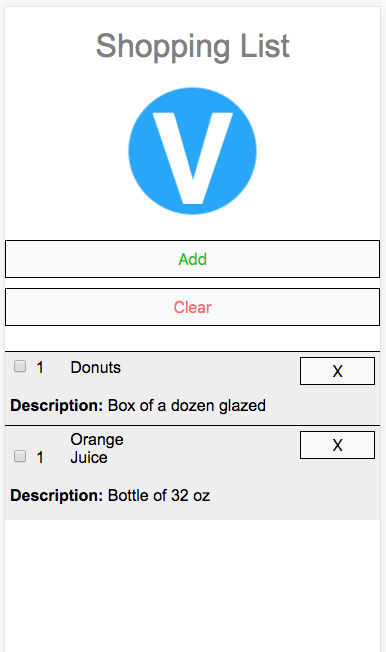 Shopping List
V
Add
Clear
1 Donuts X
Description: Box of a dozen glazed
Orange
1 Juice X
Description: Bottle of 32 oz